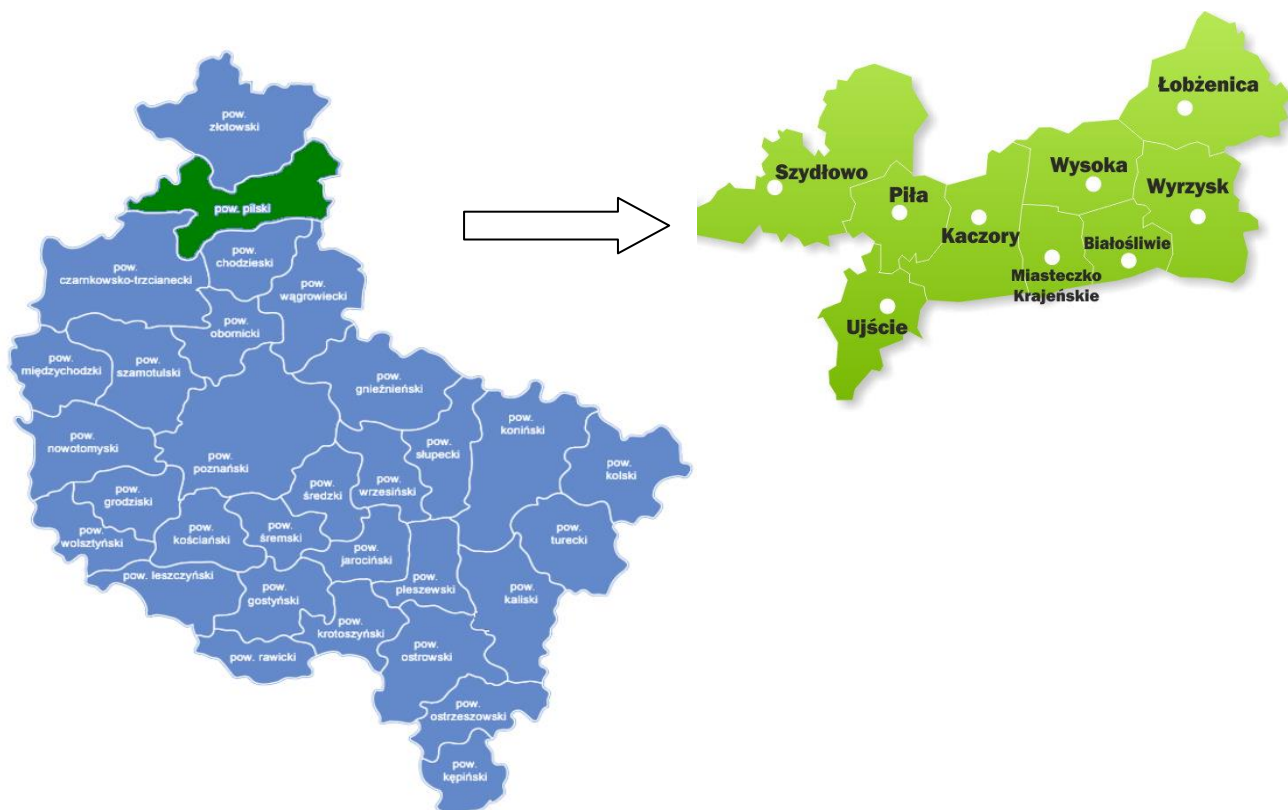 pow.
złotowski
pow. pilski
pow.
czarnkowsko-trzcianecki
pow.
chodzieski
pow.
wągrowiecki
pow.
obornicki
pow.
międzychodzki
pow.
szamotulski
pow.
gnieźnieński
pow.
koniński
pow.
nowotomyski
pow.
poznański
pow.
słupecki
pow.
kolski
pow.
grodziski
pow.
średzki
pow.
wrzesiński
pow.
wolsztyński
pow.
kościański
pow.
śremski
pow.
jarociński
pow.
turecki
pow. leszczyński
pow.
gostyński
pow.
pleszewski
pow.
kaliski
pow.
krotoszyński
pow. rawicki
pow.
ostrowski
pow.
ostrzeszowski
pow.
kępiński
Łobżenica
Szydłowo
Wysoka
Wyrzysk
Piła
Kaczory
Białośliwie
Miasteczko
Krajeńskie
Ujście